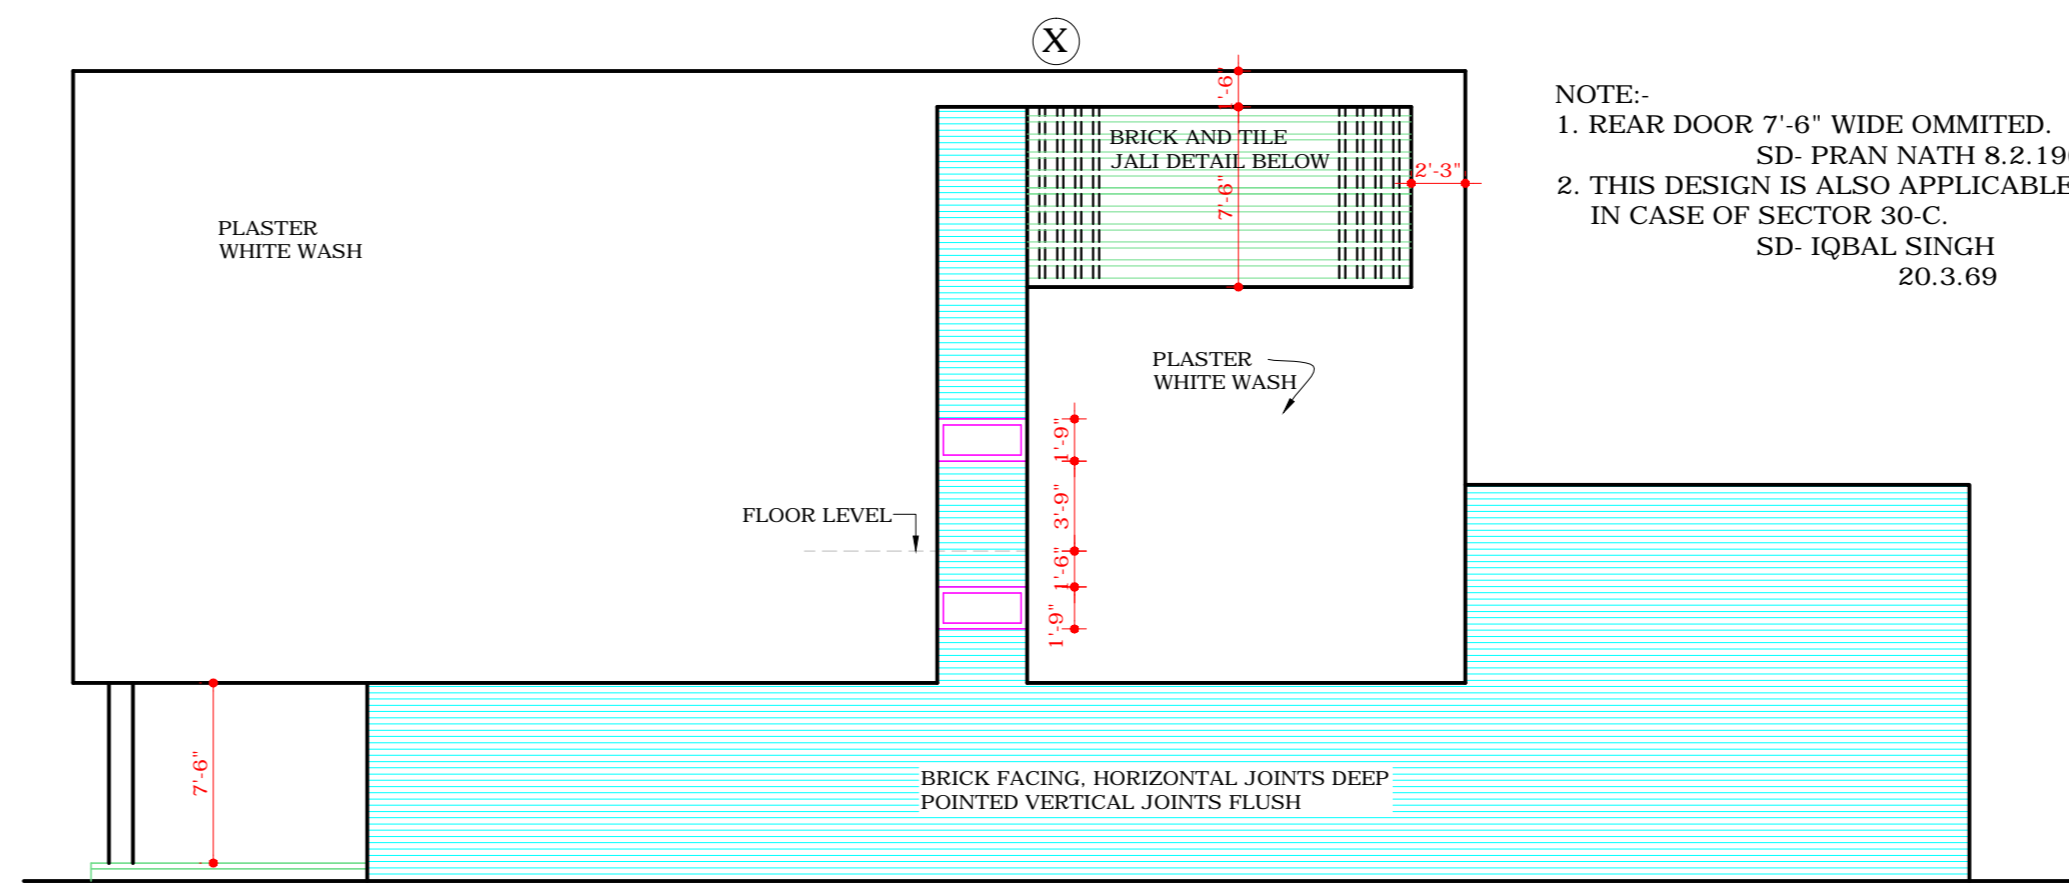 X
1'-6"
NOTE:-
1. REAR DOOR 7'-6" WIDE OMMITED.
SD- PRAN NATH 8.2.19
2. THIS DESIGN IS ALSO APPLICABLE
IN CASE OF SECTOR 30-C.
SD- IQBAL SINGH
20.3.69
BRICK AND TILE
JALI DETAIL BELOW
2'-3"
7'-6"
PLASTER
WHITE WASH
PLASTER
WHITE WASH
1'-9"
3'-9"
FLOOR LEVEL
1'-6"
1'-9"
7'-6"
BRICK FACING, HORIZONTAL JOINTS DEEP
POINTED VERTICAL JOINTS FLUSH